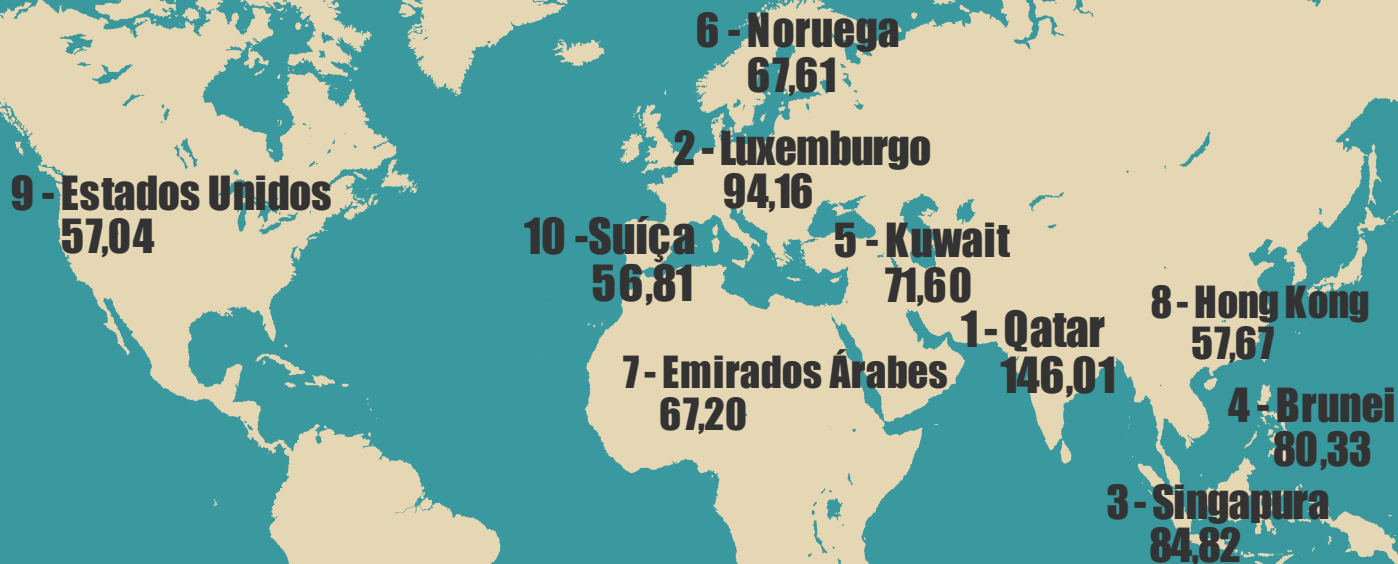 6 - Noruega
67,61
2 - Luxemburgo
94,16
9 - Estados Unidos
57,04
10 -Suíça
56,81
5 - Kuwait
71,60
8 - Hong Kong
57,67
1 - Qatar
146,01
7 - Emirados Árabes
67,20
4 - Brunei
80,33
3 - Singapura
84,82